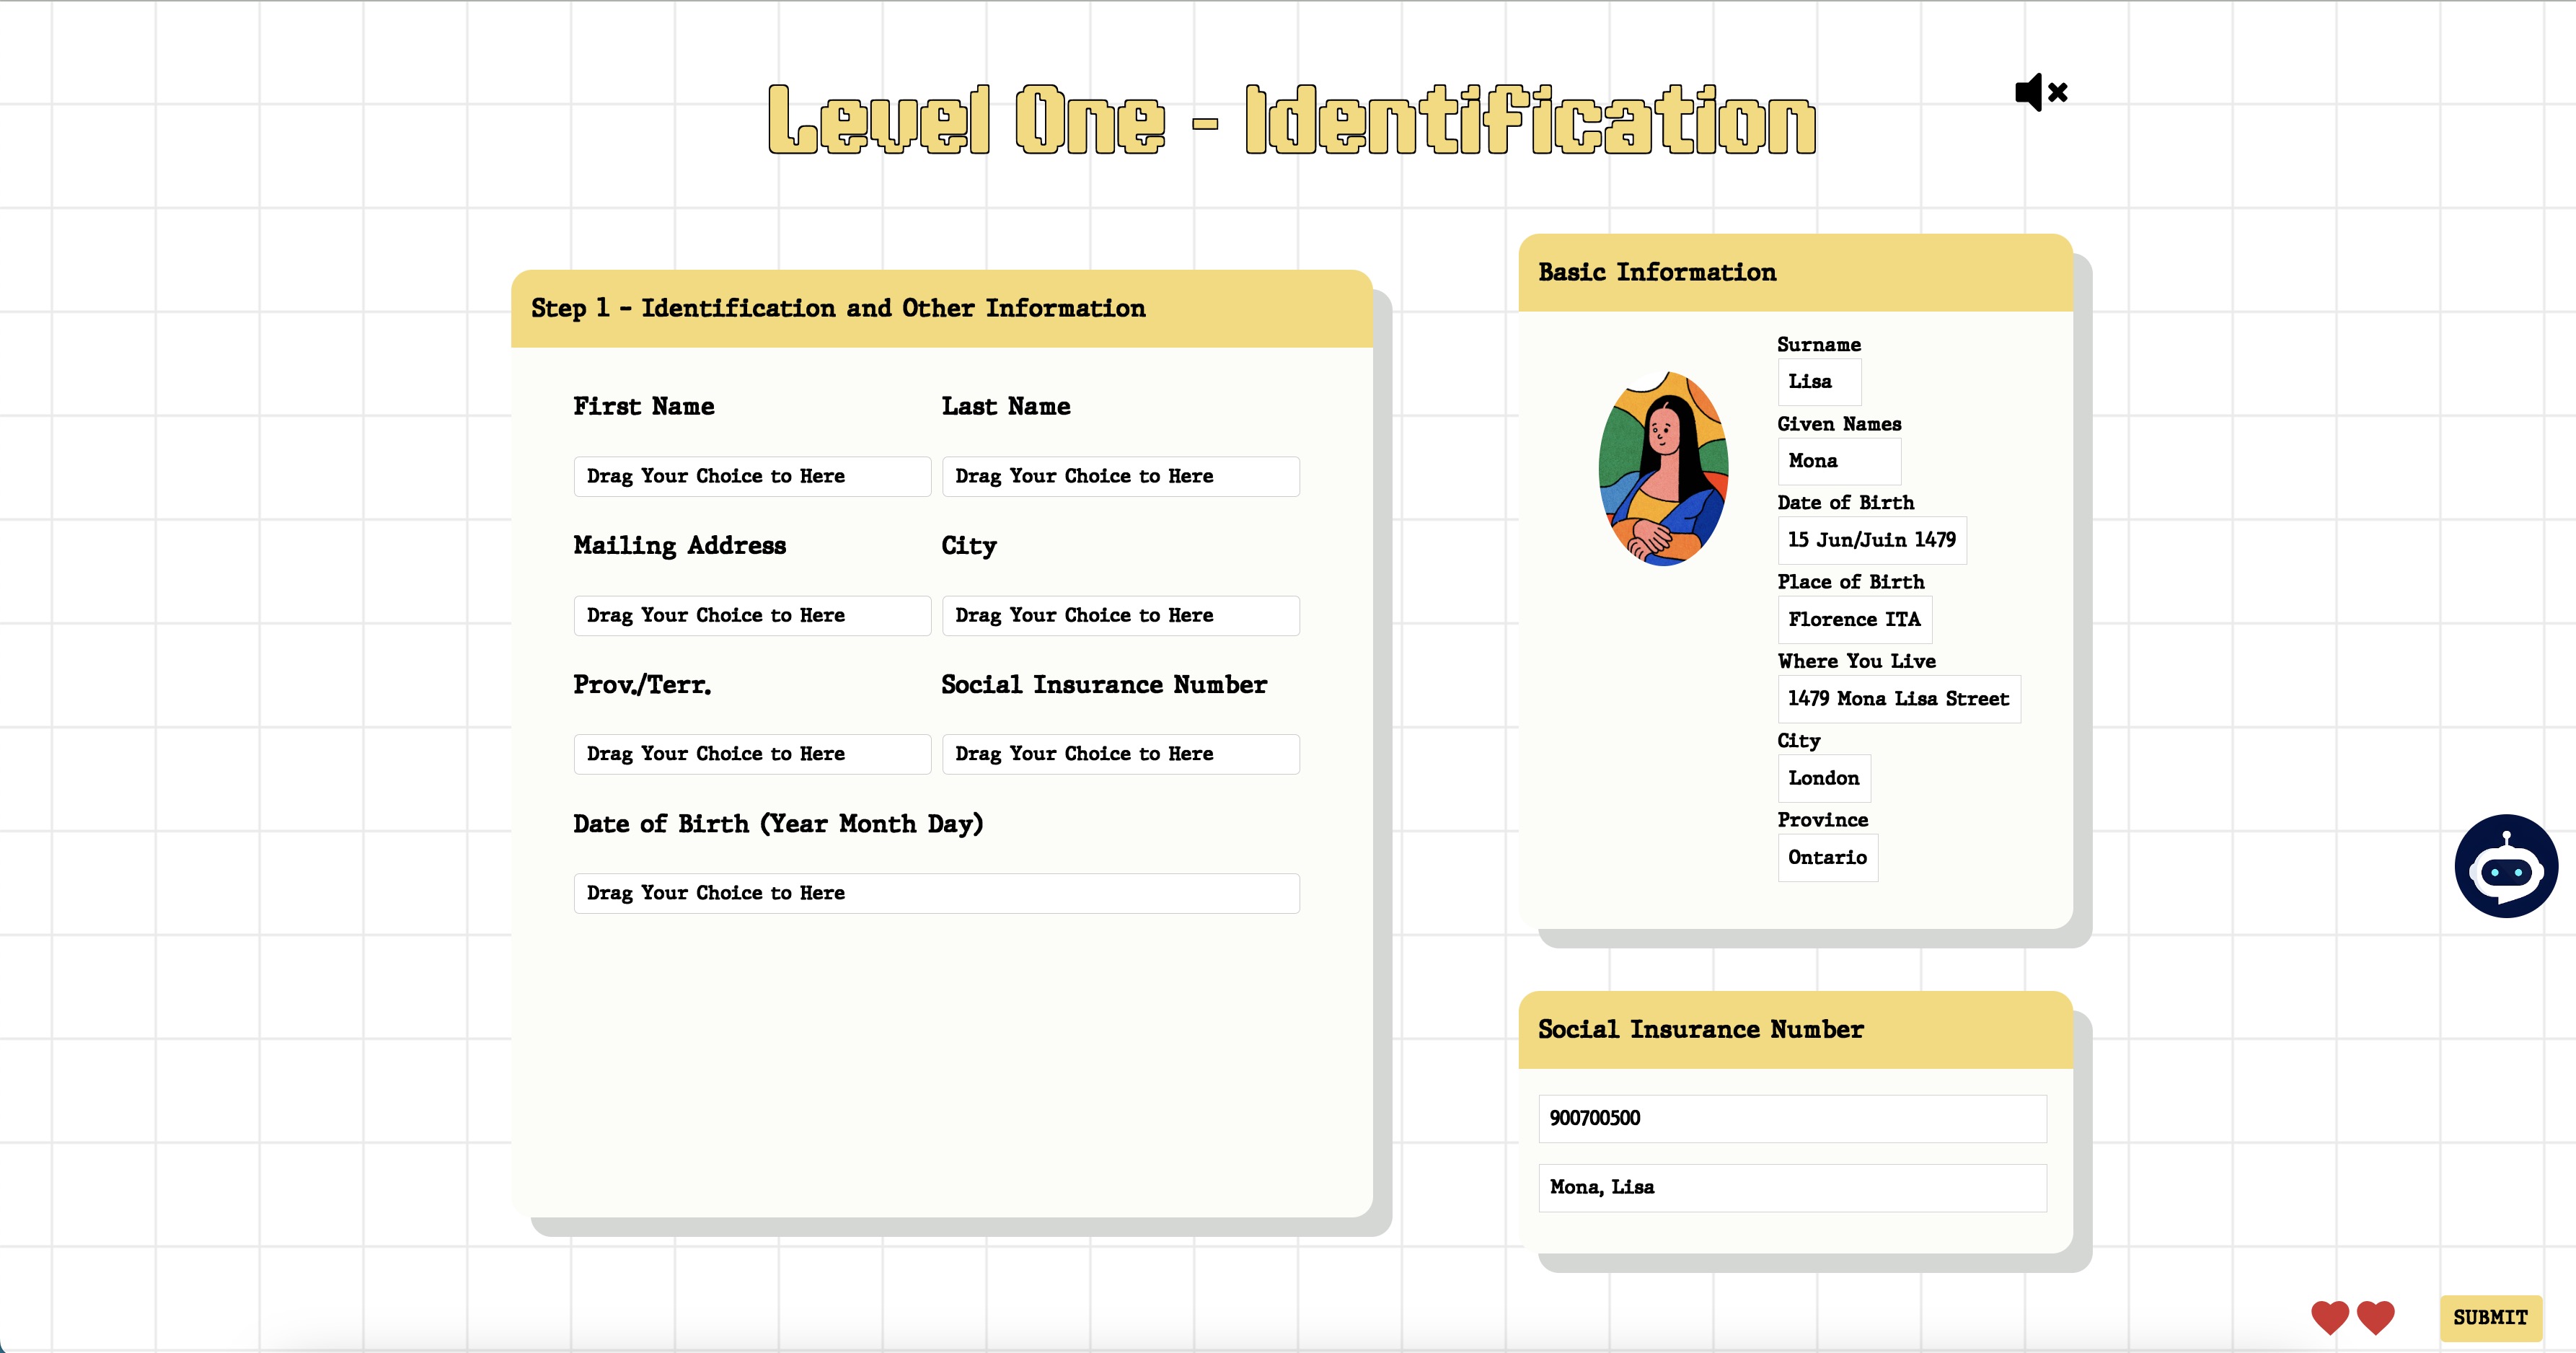 Level One - Identification
Step 1 - Identification and Other Information
First Name
Last Name
Drag Your Choice to Here
Drag Your Choice to Here
Mailing Address
City
Drag Your Choice to Here
Drag Your Choice to Here
Prov./Terr.
Social Insurance Number
Drag Your Choice to Here
Drag Your Choice to Here
Date of Birth (Year Month Day)
Drag Your Choice to Here
Basic Information
Surname
Lisa
Given Names
Mona
Date of Birth
15 Jun/Juin 1479
Place of Birth
Florence ITA
Where You Live
1479 Mona Lisa Street
City
London
Province
Ontario
Social Insurance Number
900700500
Mona, Lisa
SUBMIT